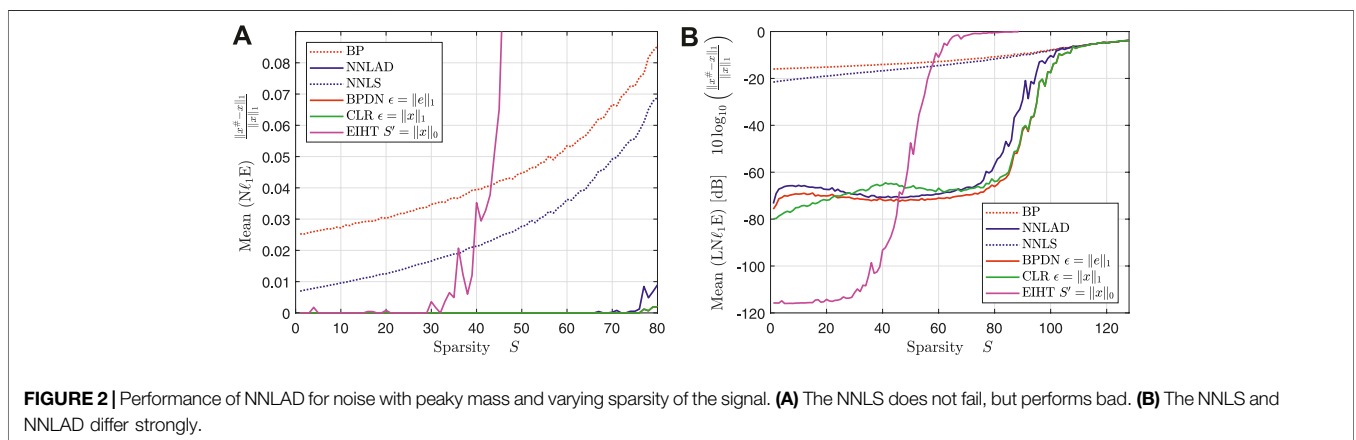 A
Mean (Nℓ₁E) ‖x^#−x‖₁/‖x‖₁
0.08
0.07
0.06
0.05
0.04
0.03
0.02
0.01
0
BP
NNLAD
NNLS
BPDN ϵ = ‖e‖₁
CLR ϵ = ‖x‖₁
EIHT S′ = ‖x‖₀
10 20 30 40 50 60 70 80
Sparsity S
B
Mean (LNℓ₁E) [dB] 10 log₁₀ (‖x^#−x‖₁/‖x‖₁)
0
-20
-40
-60
-80
-100
-120
BP
NNLAD
NNLS
BPDN ϵ = ‖e‖₁
CLR ϵ = ‖x‖₁
EIHT S′ = ‖x‖₀
0 20 40 60 80 100 120
Sparsity S
FIGURE 2 | Performance of NNLAD for noise with peaky mass and varying sparsity of the signal. (A) The NNLS does not fail, but performs bad. (B) The NNLS and
NNLAD differ strongly.